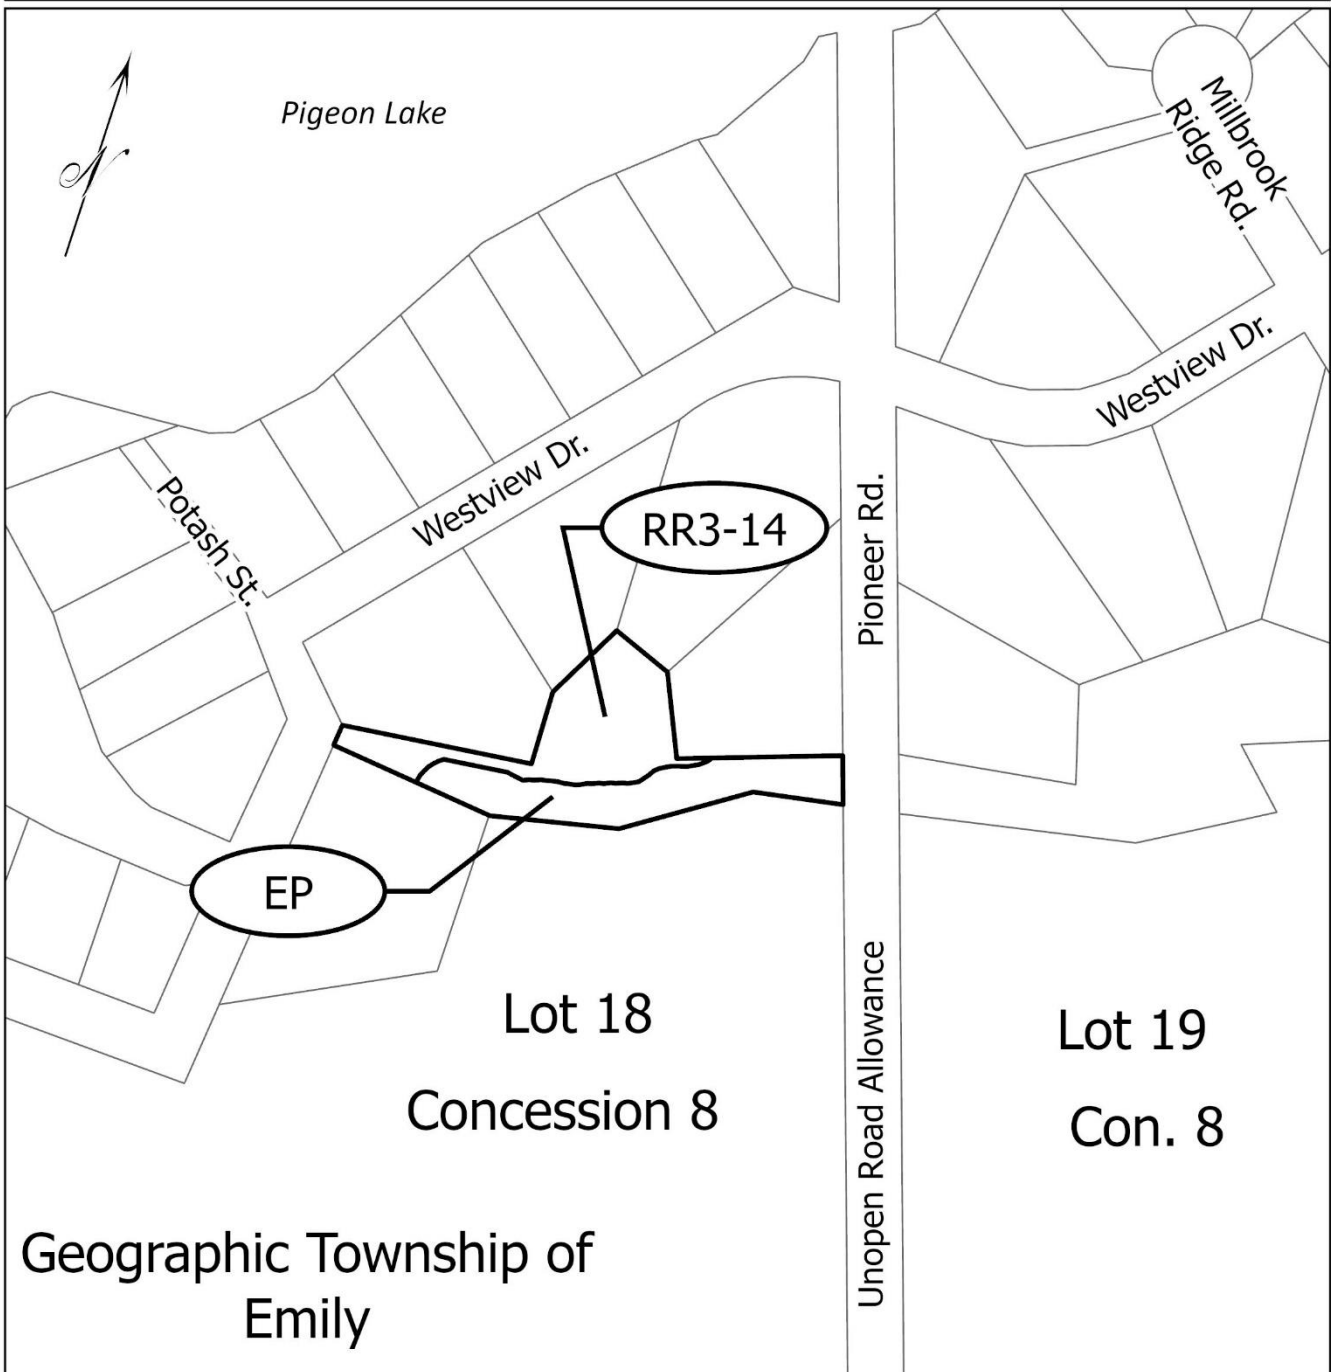 Pigeon Lake
Millbrook
Ridge Rd.
Westview Dr.
Potash St.
Westview Dr.
RR3-14
Pioneer Rd.
EP
Lot 18
Concession 8
Unopen Road Allowance
Lot 19
Con. 8
Geographic Township of
Emily